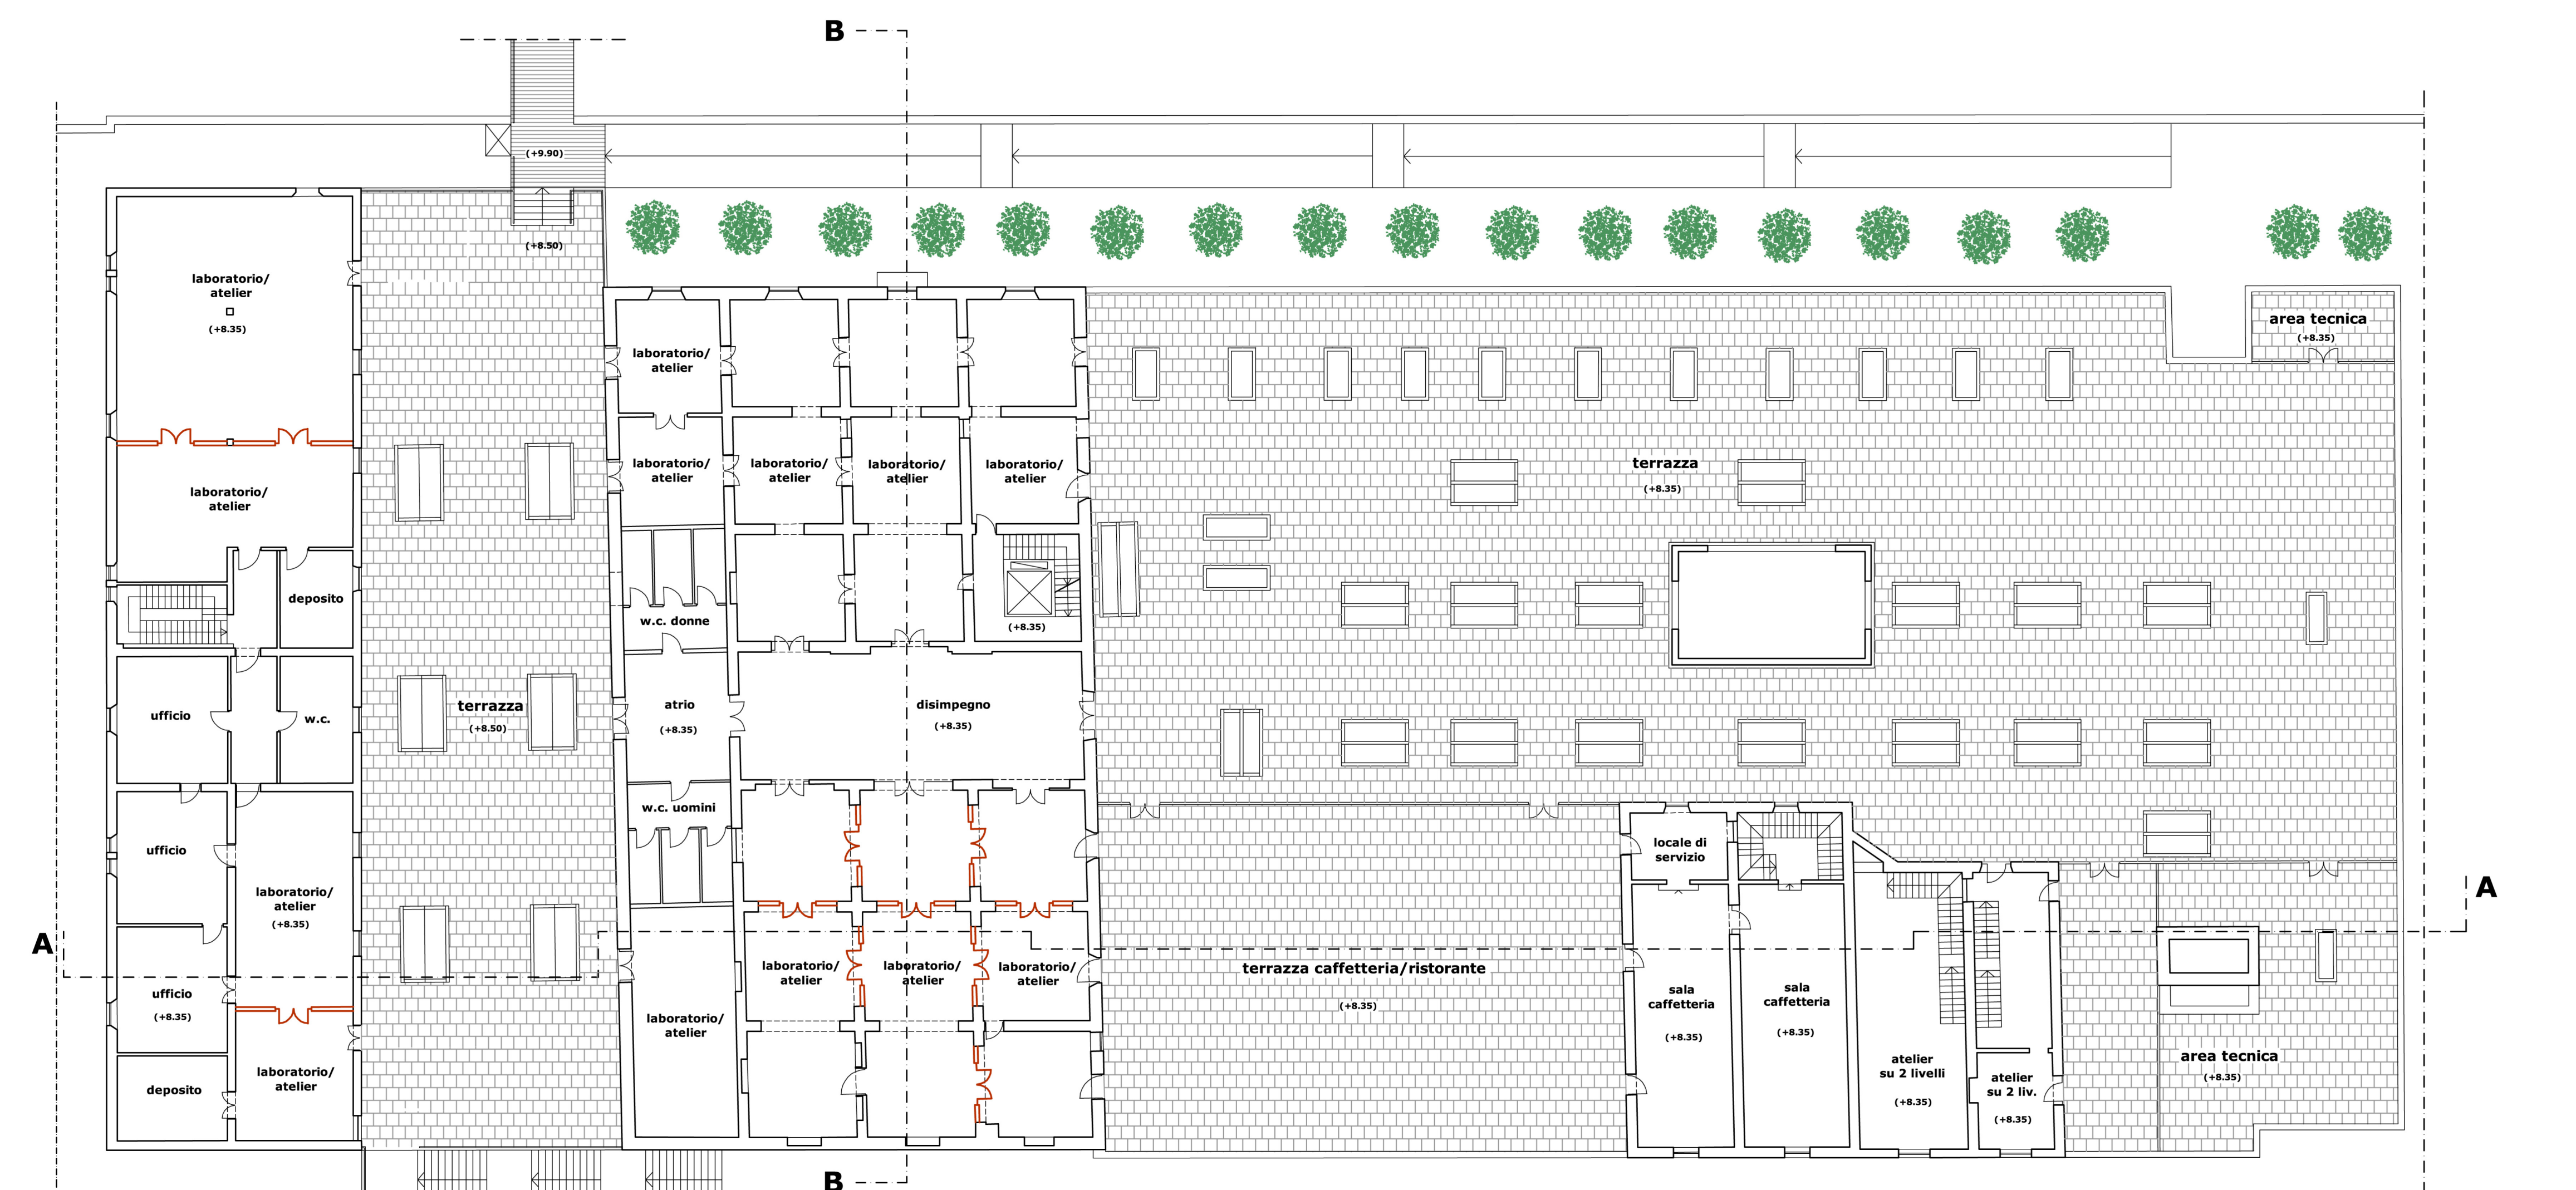 B
(+9.90)
(+8.50)
laboratorio/
atelier
(+8.35)
laboratorio/
atelier
deposito
ufficio
w.c.
ufficio
laboratorio/
atelier
(+8.35)
ufficio
(+8.35)
deposito
laboratorio/
atelier
A
terrazza
(+8.50)
laboratorio/
atelier
laboratorio/
atelier
laboratorio/
atelier
laboratorio/
atelier
laboratorio/
atelier
w.c. donne
(+8.35)
atrio
(+8.35)
disimpegno
(+8.35)
w.c. uomini
laboratorio/
atelier
laboratorio/
atelier
laboratorio/
atelier
laboratorio/
atelier
B
terrazza
(+8.35)
area tecnica
(+8.35)
terrazza caffetteria/ristorante
(+8.35)
locale di
servizio
sala
caffetteria
(+8.35)
sala
caffetteria
(+8.35)
atelier
su 2 livelli
(+8.35)
atelier
su 2 liv.
(+8.35)
area tecnica
(+8.35)
A